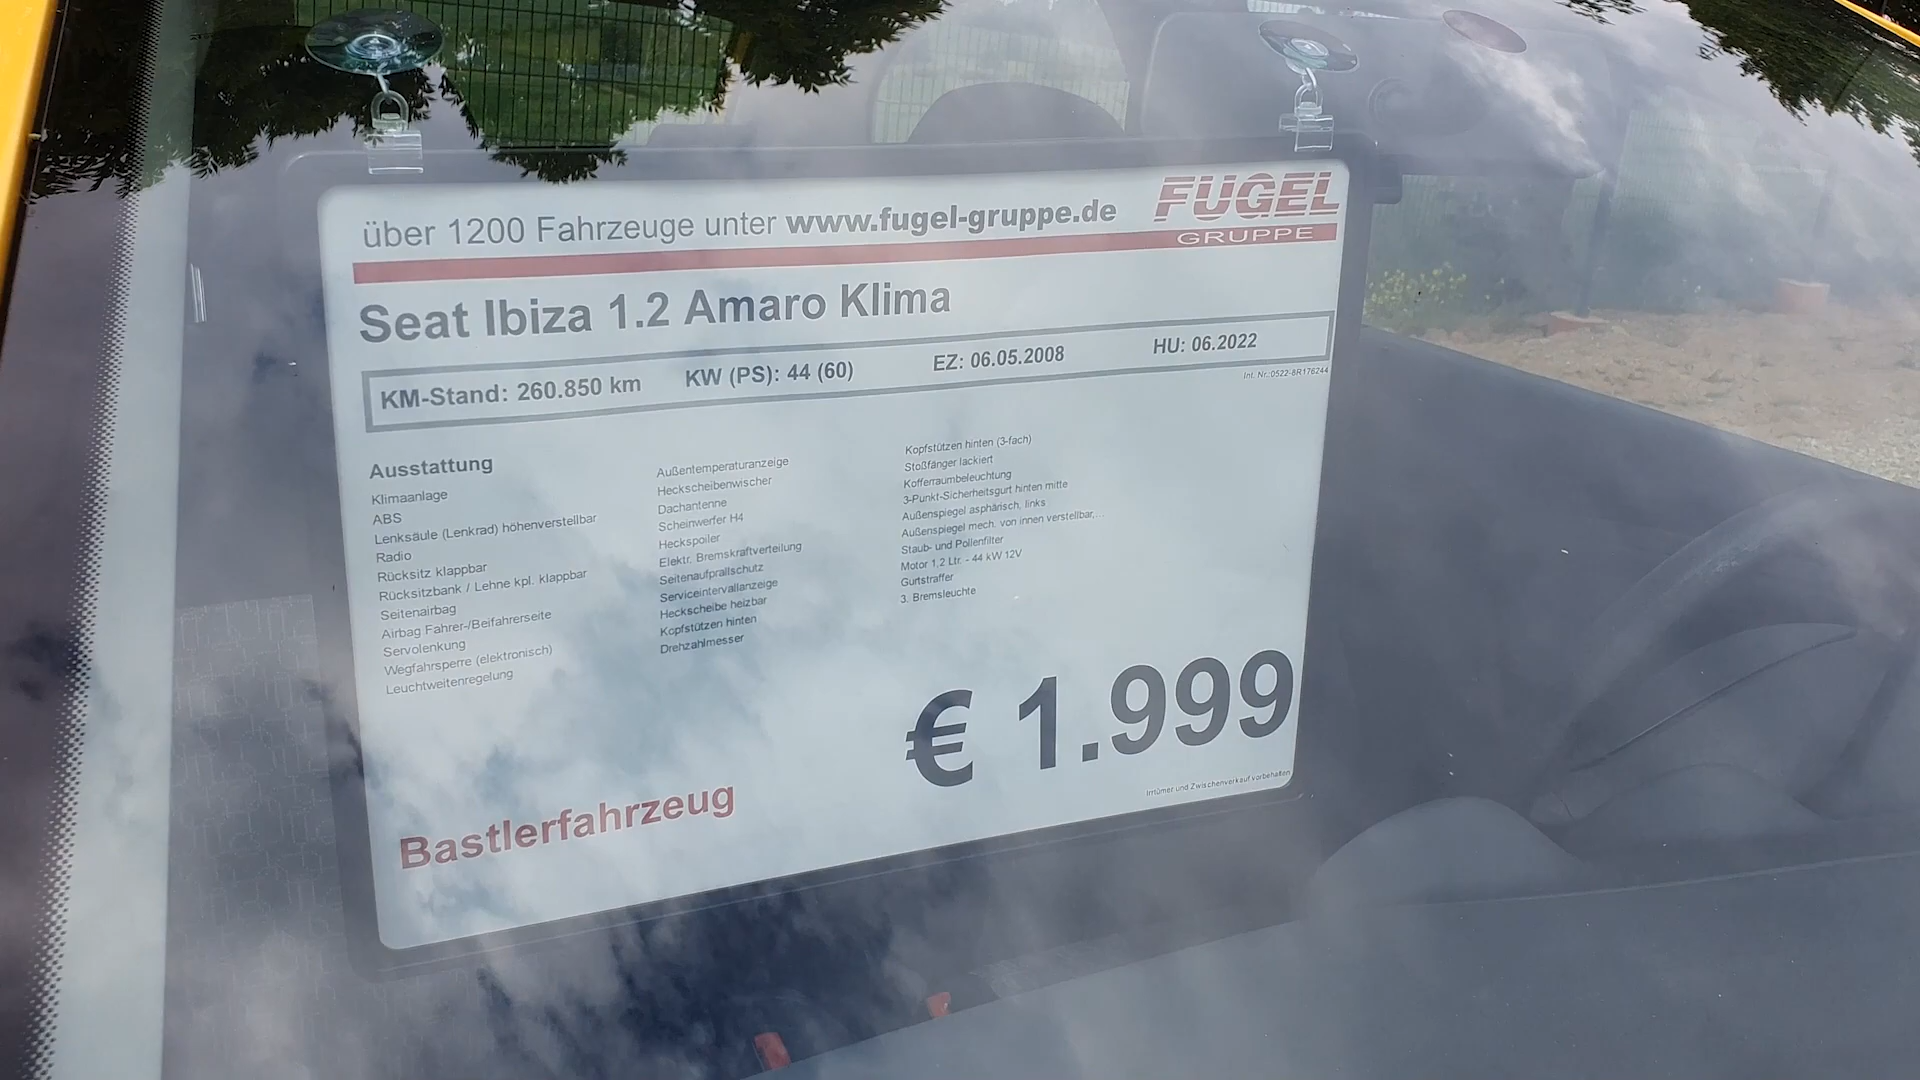 über 1200 Fahrzeuge unter www.fugel-gruppe.de
FUGEL
GRUPPE
Seat Ibiza 1.2 Amaro Klima
KM-Stand: 260.850 km KW (PS): 44 (60) EZ: 06.05.2008 HU: 06.2022
Int. Nr.:0522-8R176244
Ausstattung
Klimaanlage
ABS
Lenksäule (Lenkrad) höhenverstellbar
Radio
Rücksitz klappbar
Rücksitzbank / Lehne kpl. klappbar
Seitenairbag
Airbag Fahrer-/Beifahrerseite
Servolenkung
Wegfahrsperre (elektronisch)
Leuchtweitenregelung
Außentemperaturanzeige
Heckscheibenwischer
Dachantenne
Scheinwerfer H4
Heckspoiler
Elektr. Bremskraftverteilung
Seitenaufprallschutz
Serviceintervallanzeige
Heckscheibe heizbar
Kopfstützen hinten
Drehzahlmesser
Kopfstützen hinten (3-fach)
Stoßfänger lackiert
Kofferraumbeleuchtung
3-Punkt-Sicherheitsgurt hinten mitte
Außenspiegel asphärisch, links
Außenspiegel mech. von innen verstellbar,...
Staub- und Pollenfilter
Motor 1,2 Ltr. - 44 kW 12V
Gurtstraffer
3. Bremsleuchte
€ 1.999
Bastlerfahrzeug
Irrtümer und Zwischenverkauf vorbehalten